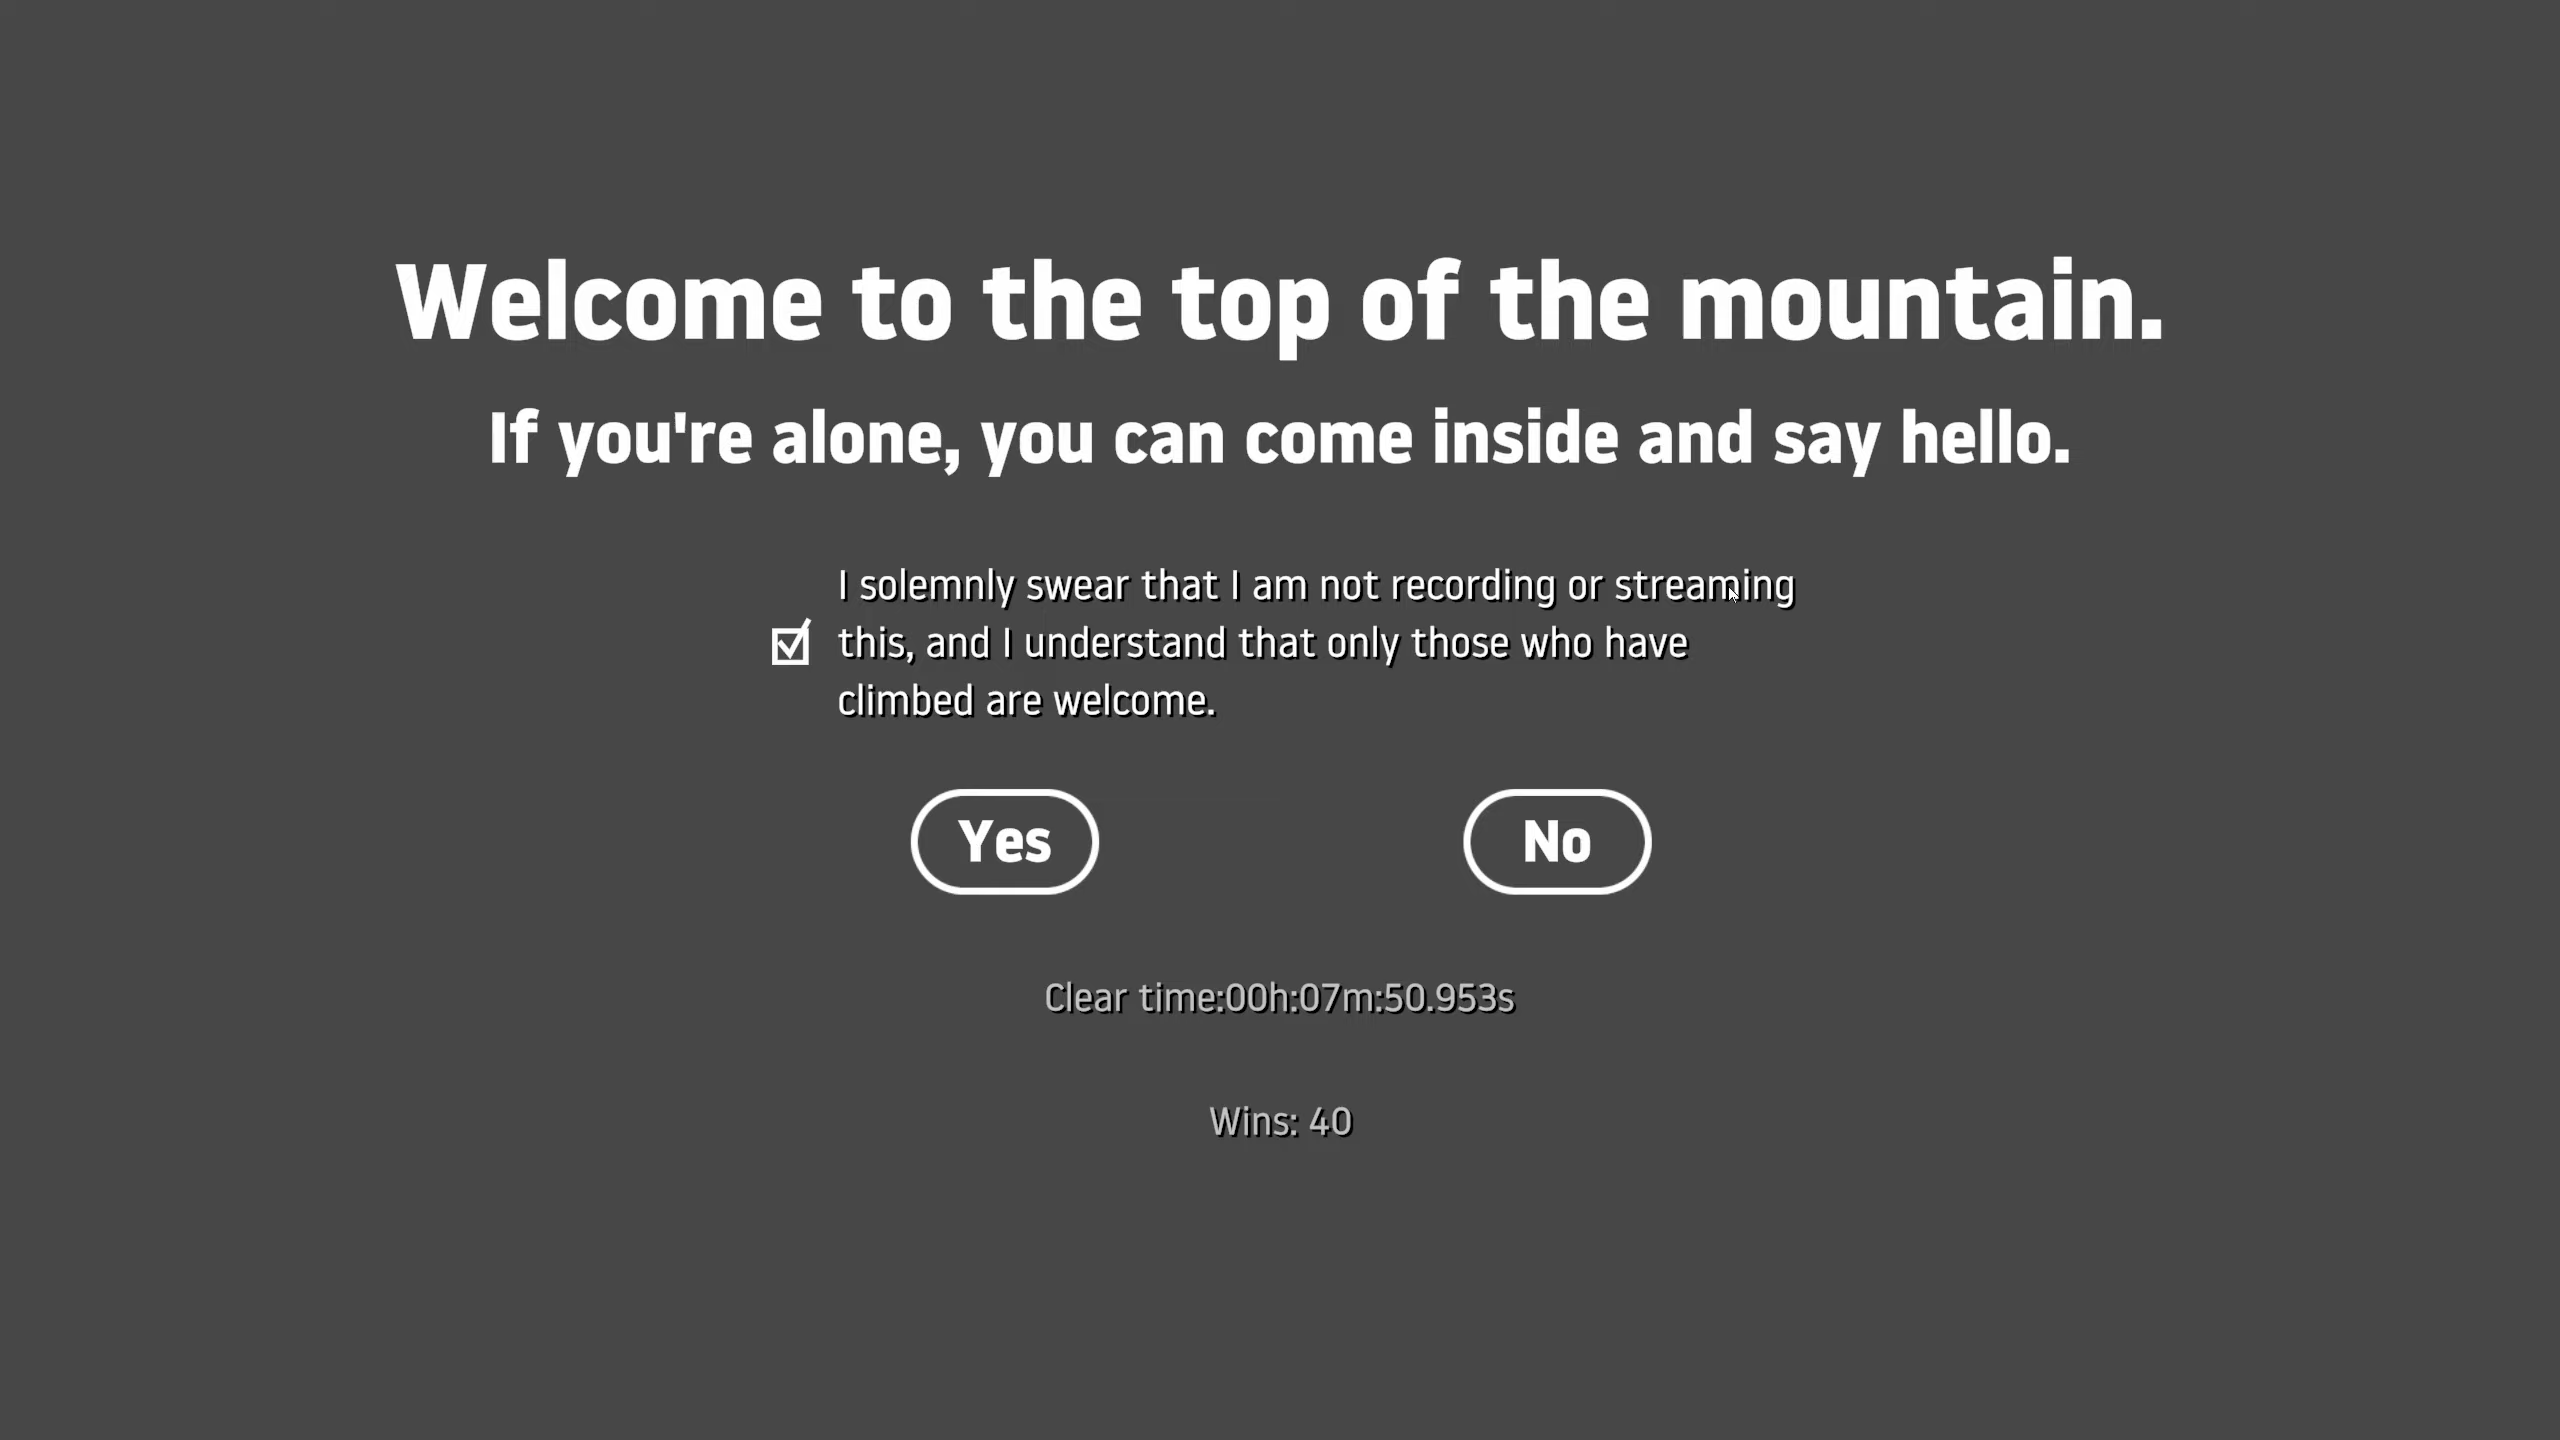 Welcome to the top of the mountain.
If you're alone, you can come inside and say hello.
I solemnly swear that I am not recording or streaming
this, and I understand that only those who have
climbed are welcome.
Yes
No
Clear time:00h:07m:50.953s
Wins: 40